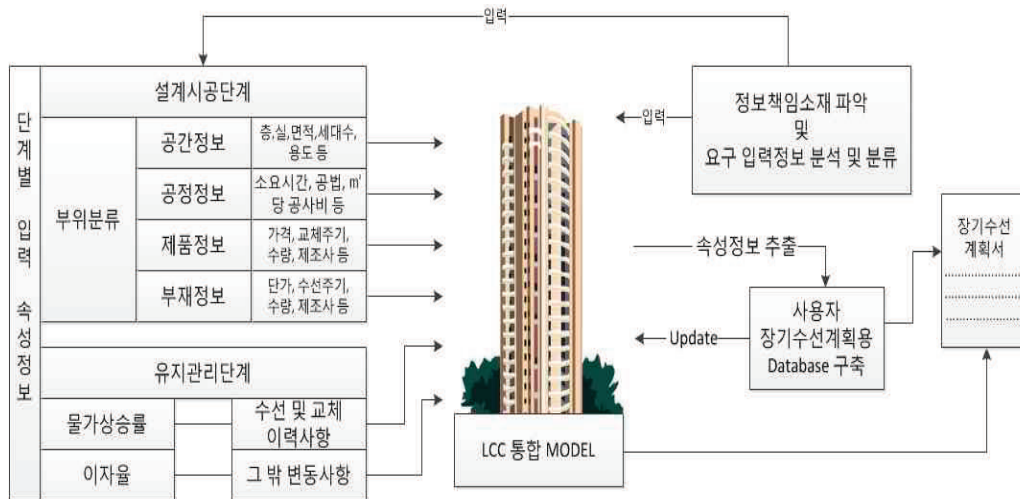 입력
단계별 입력 속성정보
설계시공단계
부위분류
공간정보
층,실,면적,세대수,
용도 등
공정정보
소요시간, 공법, ㎡
당 공사비 등
제품정보
가격, 교체주기,
수량, 제조사 등
부재정보
단가, 수선주기,
수량, 제조사 등
유지관리단계
물가상승률
수선 및 교체
이력사항
이자율
그 밖 변동사항
LCC 통합 MODEL
입력
정보책임소재 파악
및
요구 입력정보 분석 및 분류
속성정보 추출
Update
사용자
장기수선계획용
Database 구축
장기수선
계획서